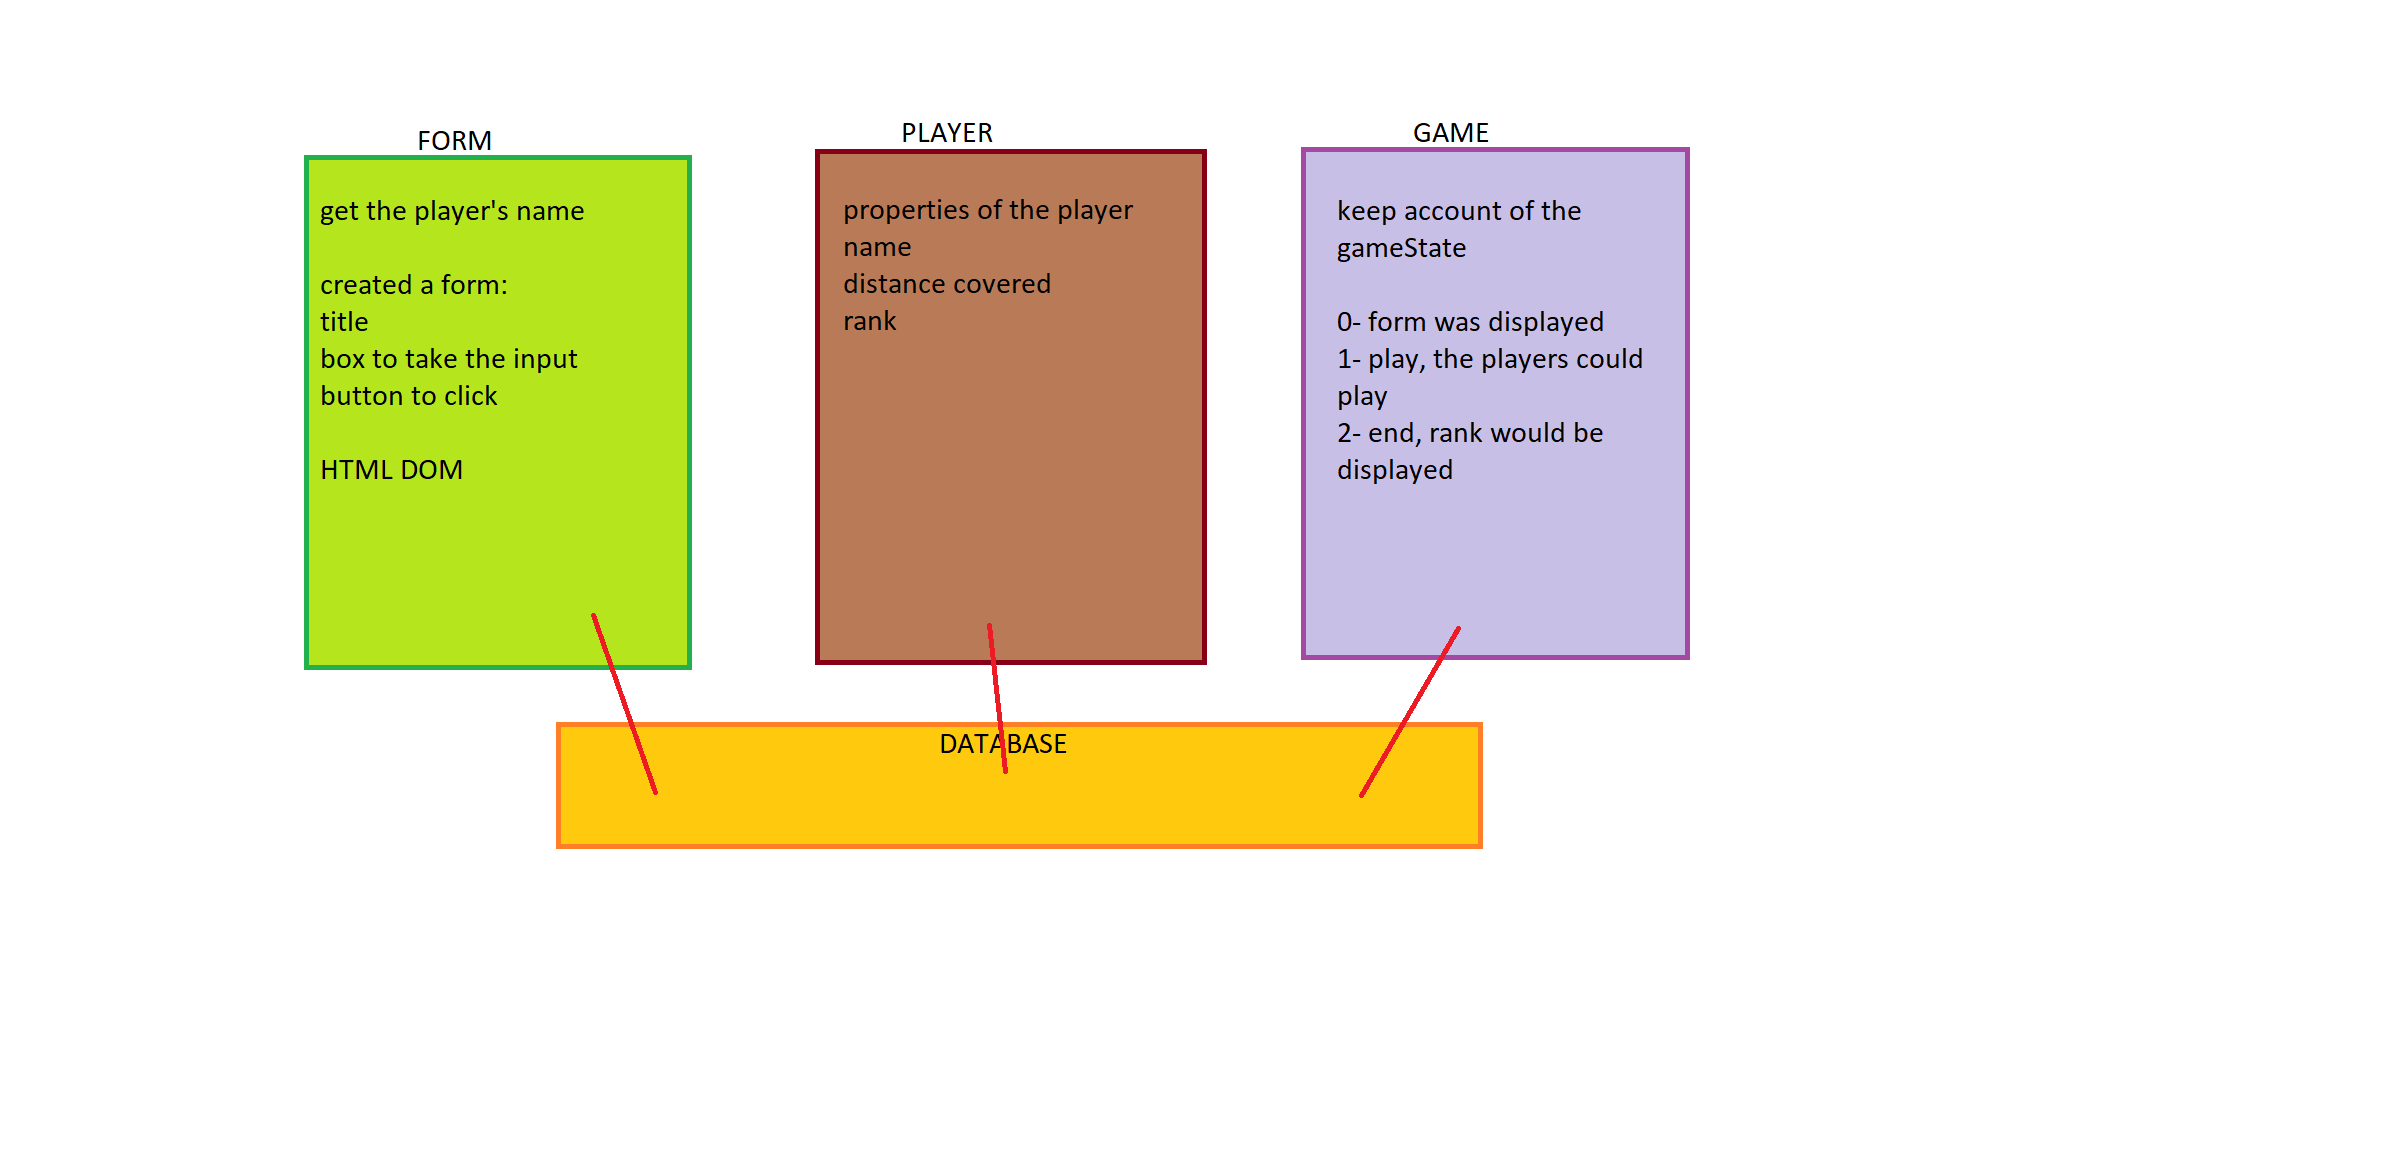 FORM
get the player's name
created a form:
title
box to take the input
button to click
HTML DOM
PLAYER
properties of the player
name
distance covered
rank
GAME
keep account of the
gameState
0- form was displayed
1- play, the players could
play
2- end, rank would be
displayed
DATABASE